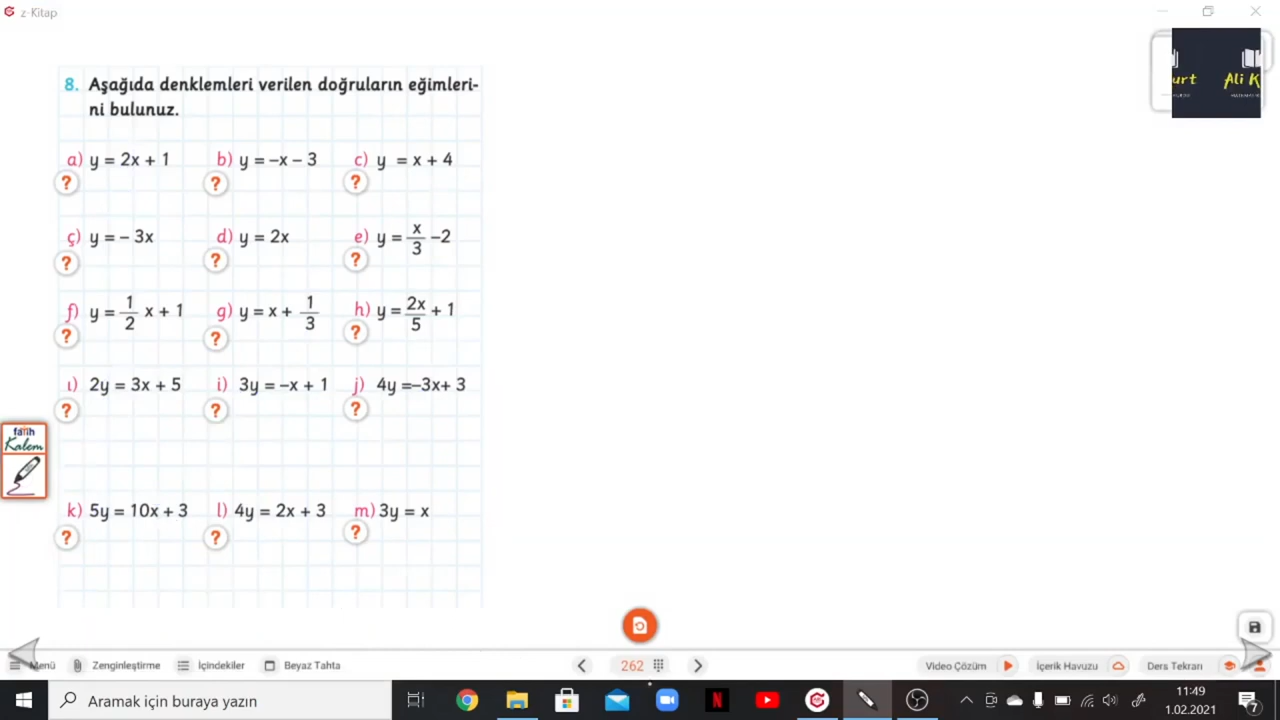 z-Kitap
urt
Ali K
8. Aşağıda denklemleri verilen doğruların eğimleri-
ni bulunuz.
a) y = 2x + 1 b) y = –x – 3 c) y = x + 4
? ? ?
ç) y = – 3x d) y = 2x e) y = x/3 –2
? ? ?
f) y = 1/2 x + 1 g) y = x + 1/3 h) y = 2x/5 + 1
? ? ?
ı) 2y = 3x + 5 i) 3y = –x + 1 j) 4y =–3x+ 3
? ? ?
fatih
Kalem
k) 5y = 10x + 3 l) 4y = 2x + 3 m) 3y = x
? ? ?
Menü Zenginleştirme İçindekiler Beyaz Tahta 262 Video Çözüm İçerik Havuzu Ders Tekrarı
Aramak için buraya yazın
11:49
1.02.2021
7